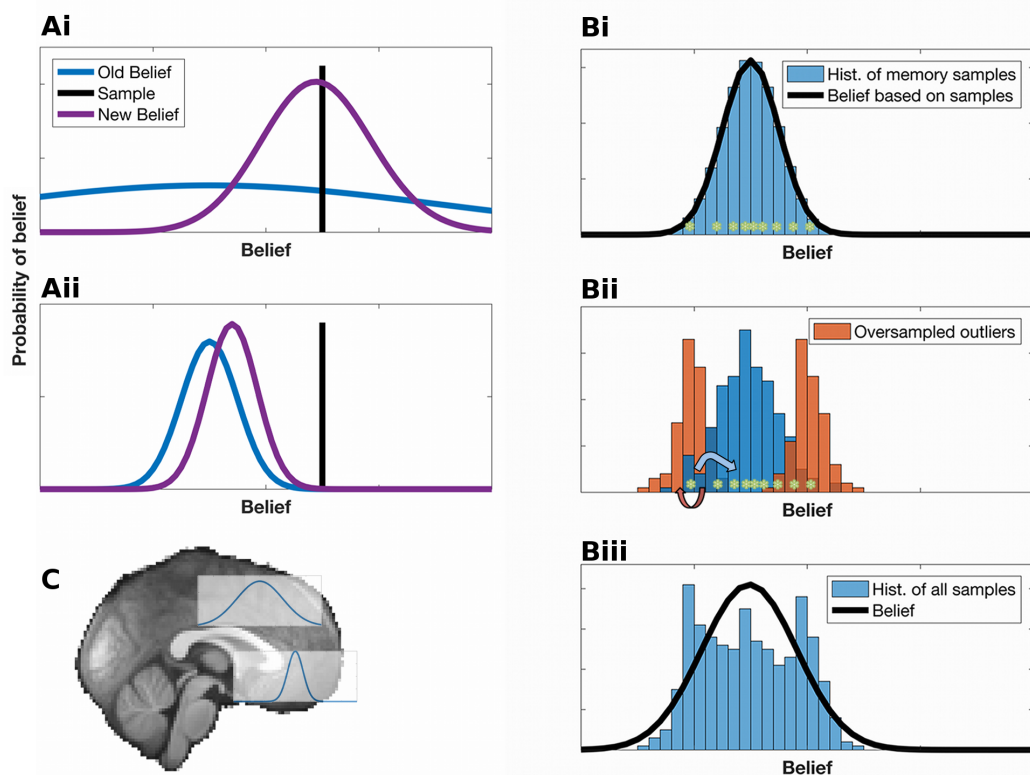 Ai
Old Belief
Sample
New Belief
Belief
Probability of belief
Aii
Belief
C
Bi
Hist. of memory samples
Belief based on samples
Belief
Bii
Oversampled outliers
Belief
Biii
Hist. of all samples
Belief
Belief